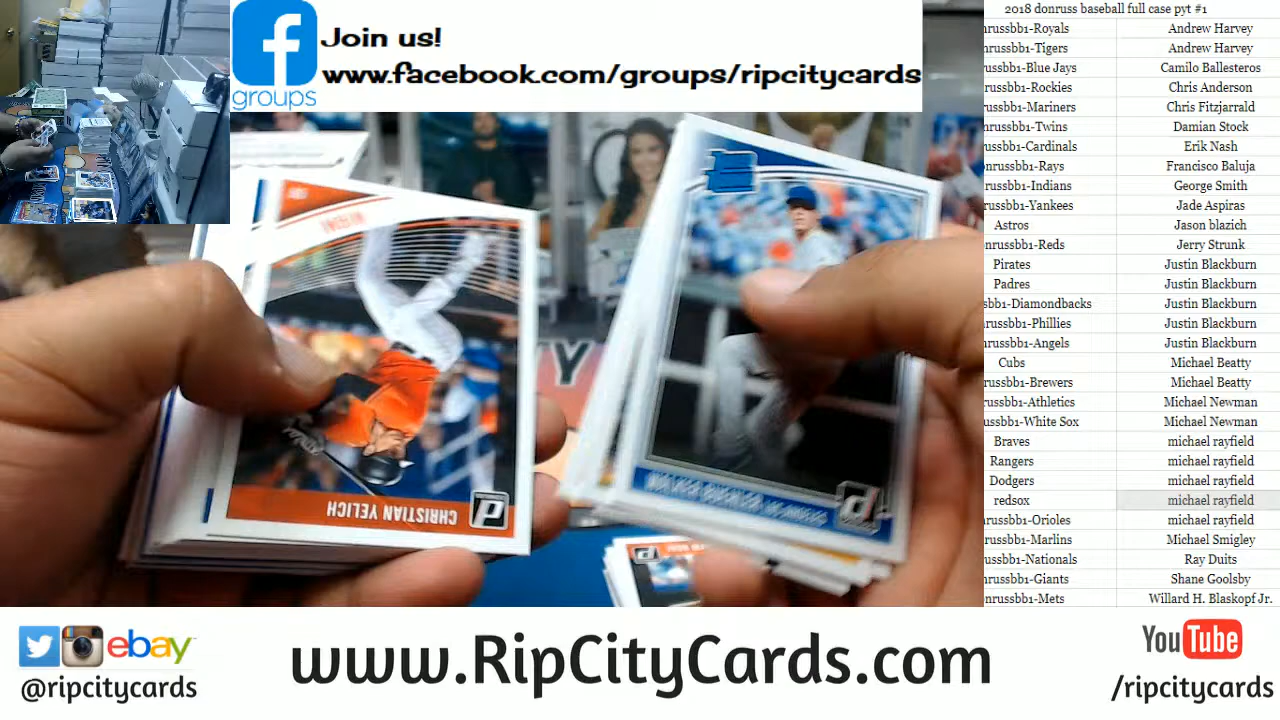 2018 donruss baseball full case pyt #1
Join us!
www.facebook.com/groups/ripcitycards
groups
nrussbb1-Royals Andrew Harvey
nrussbb1-Tigers Andrew Harvey
russbb1-Blue Jays Camilo Ballesteros
russbb1-Rockies Chris Anderson
russbb1-Mariners Chris Fitzjarrald
nrussbb1-Twins Damian Stock
russbb1-Cardinals Erik Nash
nrussbb1-Rays Francisco Baluja
russbb1-Indians George Smith
russbb1-Yankees Jade Aspiras
Astros Jason blazich
onrussbb1-Reds Jerry Strunk
Pirates Justin Blackburn
Padres Justin Blackburn
sbb1-Diamondbacks Justin Blackburn
russbb1-Phillies Justin Blackburn
nrussbb1-Angels Justin Blackburn
Cubs Michael Beatty
russbb1-Brewers Michael Beatty
russbb1-Athletics Michael Newman
russbb1-White Sox Michael Newman
Braves michael rayfield
Rangers michael rayfield
Dodgers michael rayfield
redsox michael rayfield
nrussbb1-Orioles michael rayfield
russbb1-Marlins Michael Smigley
ussbb1-Nationals Ray Duits
nrussbb1-Giants Shane Goolsby
onrussbb1-Mets Willard H. Blaskopf Jr.
CHRISTIAN YELICH
ebay
@ripcitycards
www.RipCityCards.com
YouTube
/ripcitycards